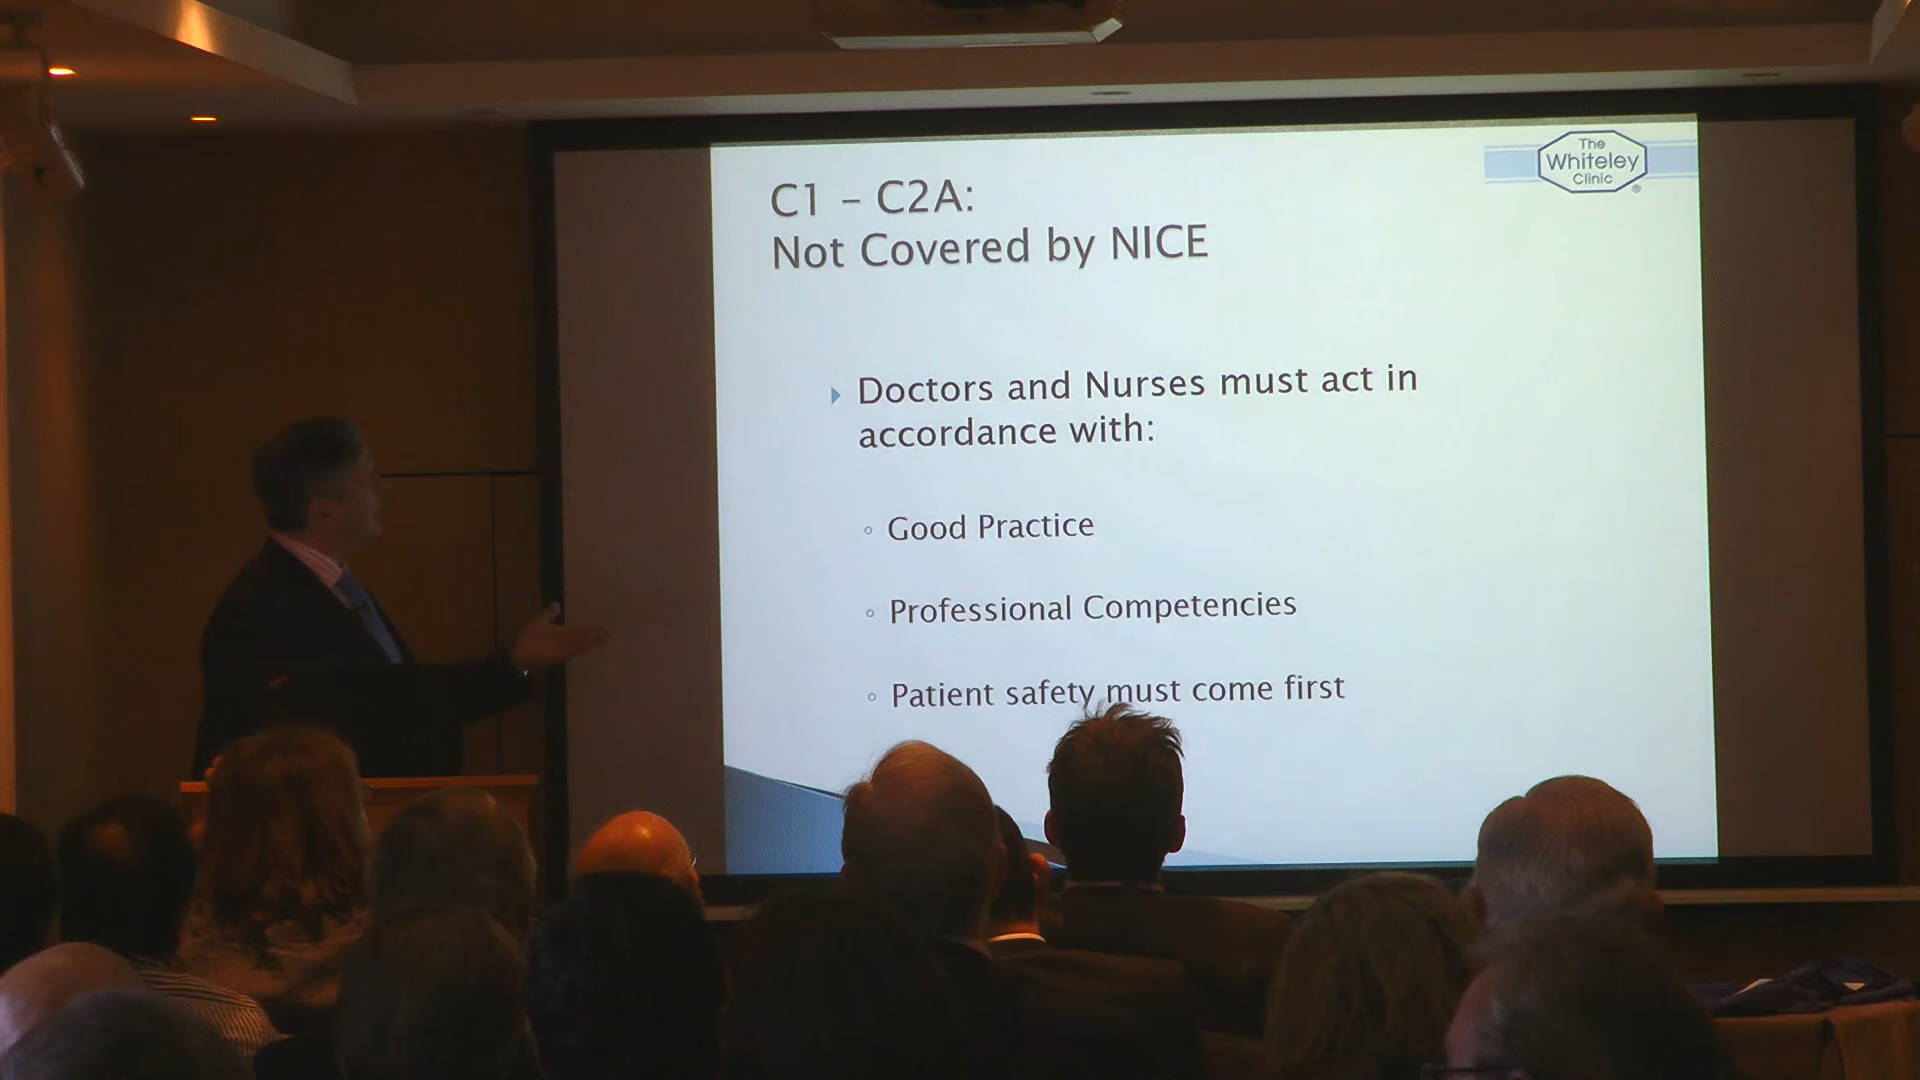 The
Whiteley
Clinic
®
C1 – C2A:
Not Covered by NICE
Doctors and Nurses must act in
accordance with:
Good Practice
Professional Competencies
Patient safety must come first